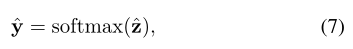 ŷ = softmax(ẑ), (7)